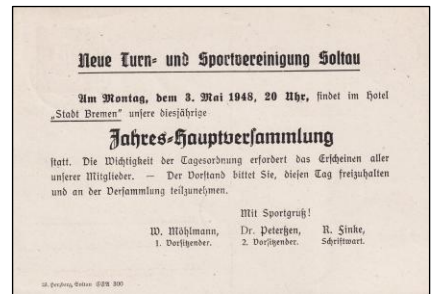 Neue Turn- und Sportvereinigung Soltau
Am Montag, dem 3. Mai 1948, 20 Uhr, findet im Hotel
„Stadt Bremen" unsere diesjährige
Jahres-Hauptversammlung
statt. Die Wichtigkeit der Tagesordnung erfordert das Erscheinen aller
unserer Mitglieder. — Der Vorstand bittet Sie, diesen Tag freizuhalten
und an der Versammlung teilzunehmen.
Mit Sportgruß!
W. Möhlmann, Dr. Peterßen, R. Finke,
1. Vorsitzender. 2. Vorsitzender. Schriftwart.
Soltau 300